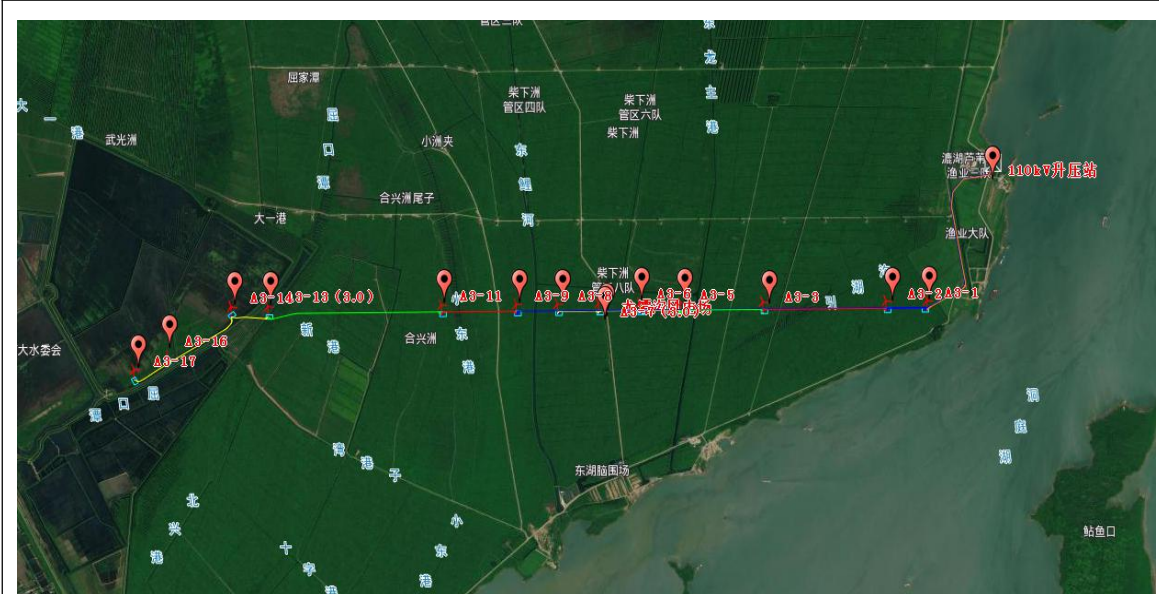 管区三队
东龙主港
屈家潭
柴下洲
管区四队
柴下洲
管区六队
大一港
屈口潭
武光洲
小洲夹
东鲤河
柴下洲
漉湖芦苇
渔业二队
110kV升压站
合兴洲尾子
大一港
渔业大队
柴下洲
管区八队
A3-14
A3-13（3.0）
A3-11
A3-9
A3-8
A3-6
A3-5
A3-3
A3-2
A3-1
小东港
新港
合兴洲
大水委会
A3-16
A3-17
屈口潭
洞庭湖
湾港子
东湖脑围场
北兴港
十字港
小东港
鲇鱼口